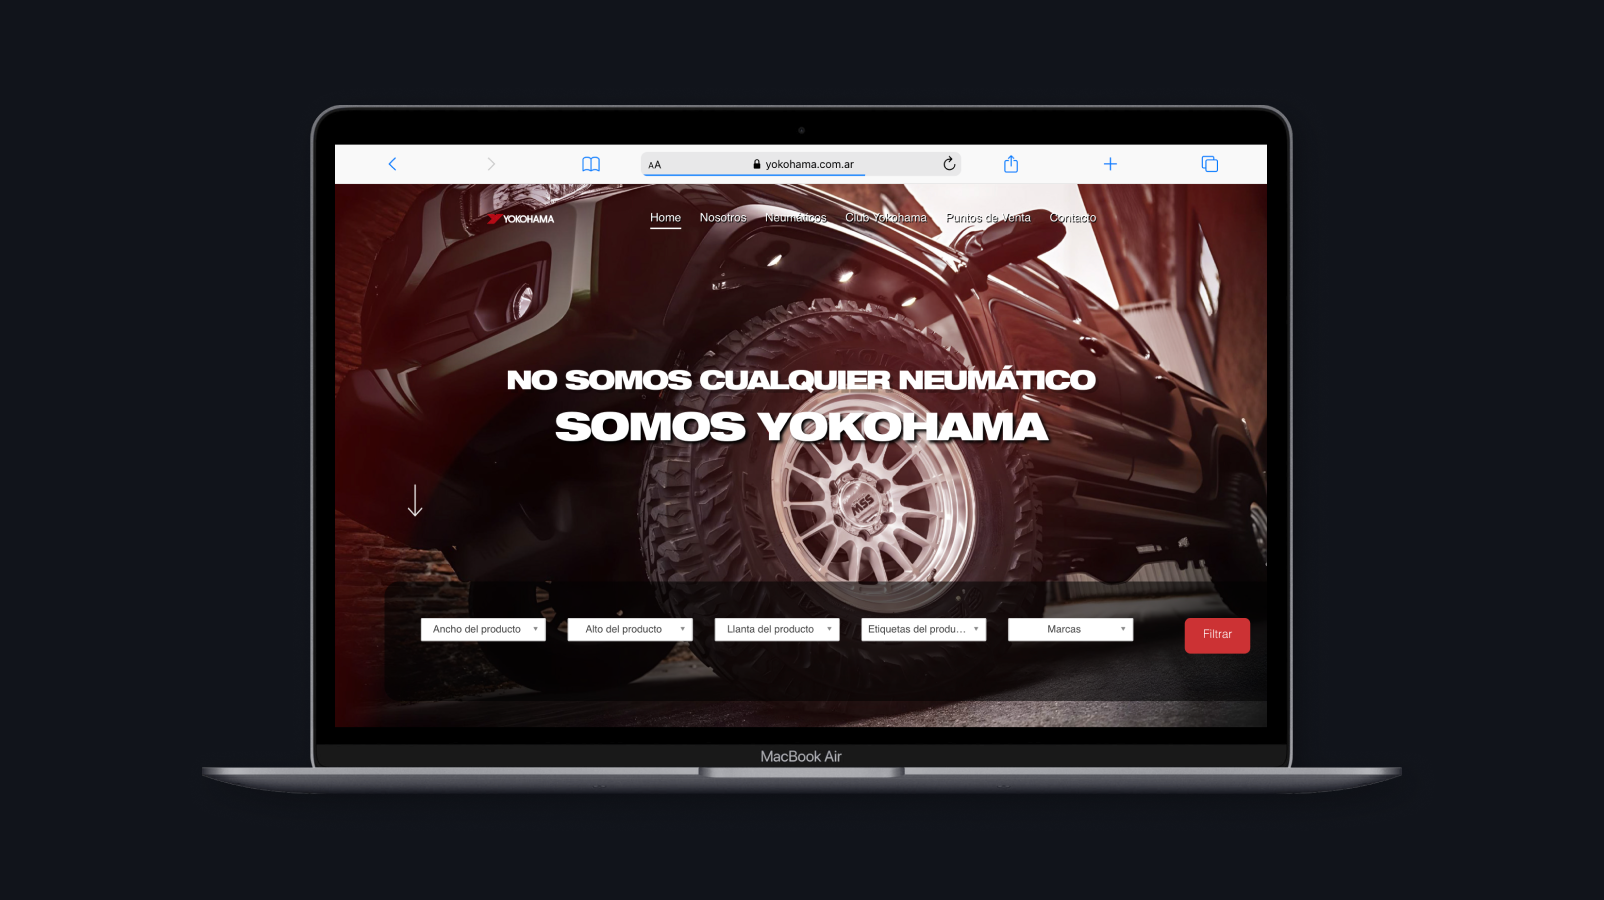 AA yokohama.com.ar
YOKOHAMA Home Nosotros Neumáticos Club Yokohama Puntos de Venta Contacto
NO SOMOS CUALQUIER NEUMÁTICO
SOMOS YOKOHAMA
MSS
Ancho del producto Alto del producto Llanta del producto Etiquetas del produ... Marcas Filtrar
MacBook Air